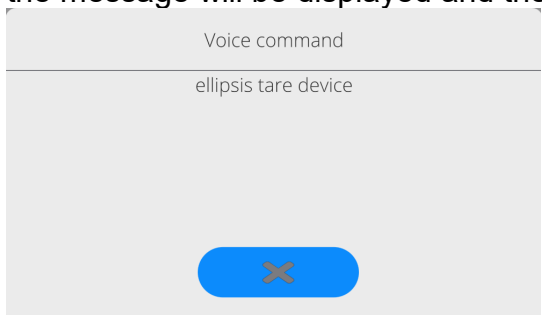 the message will be displayed and the
Voice command
ellipsis tare device